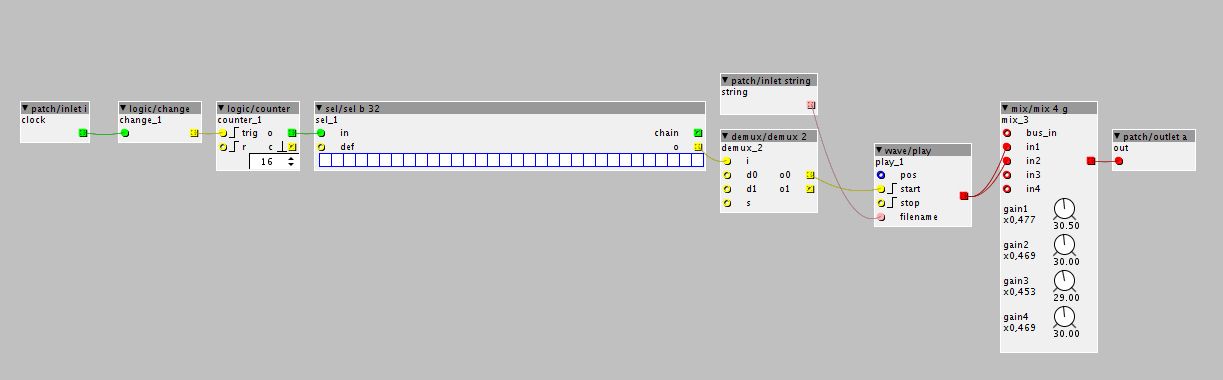 patch/inlet i
clock
logic/change
change_1
logic/counter
counter_1
trig o
r c
16
sel/sel b 32
sel_1
in chain
def o
patch/inlet string
string
demux/demux 2
demux_2
i
d0 o0
d1 o1
s
wave/play
play_1
pos
start
stop
filename
mix/mix 4 g
mix_3
bus_in
in1
in2
in3
in4
gain1
x0,477
30.50
gain2
x0,469
30.00
gain3
x0,453
29.00
gain4
x0,469
30.00
patch/outlet a
out